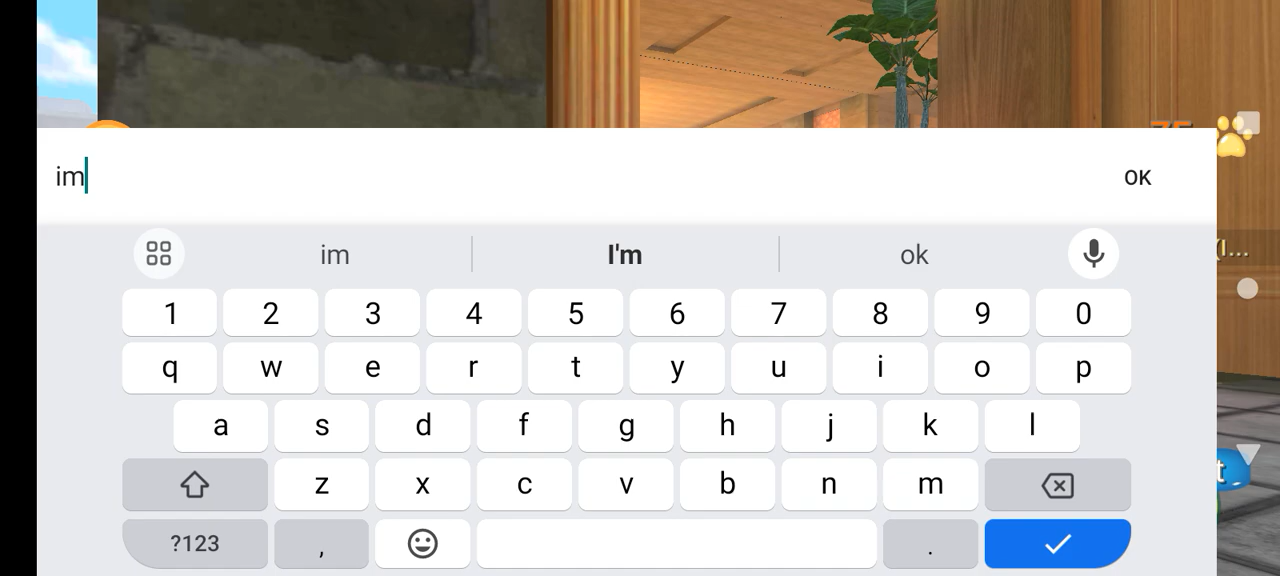 im
OK
im
I'm
ok
1 2 3 4 5 6 7 8 9 0
q w e r t y u i o p
a s d f g h j k l
z x c v b n m
?123 , .
(I...
t